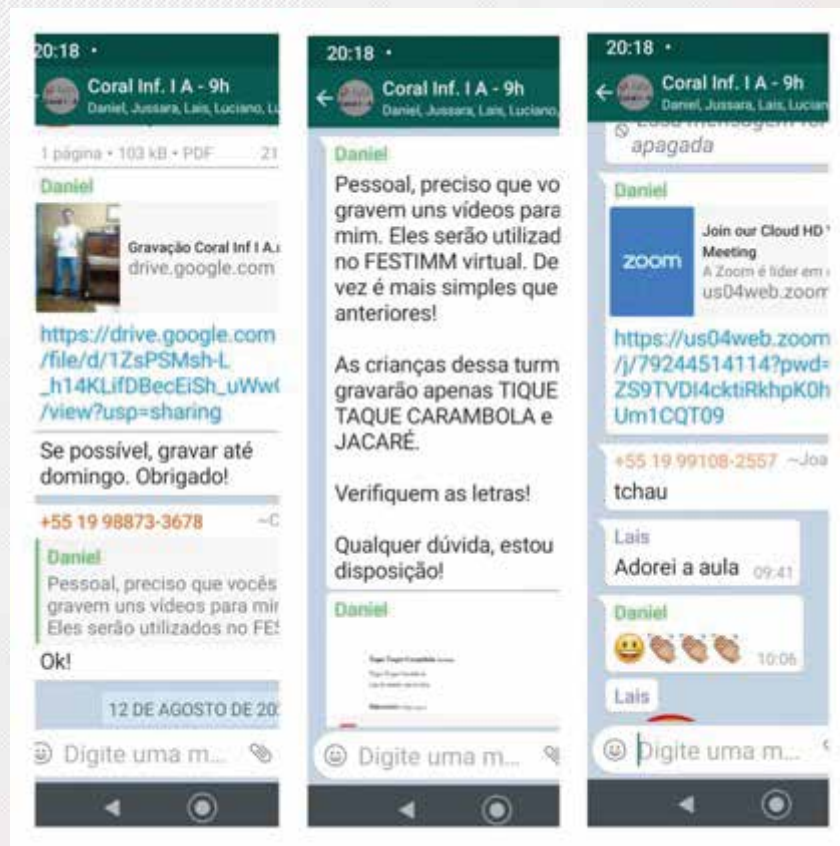 20:18
Coral Inf. I A - 9h
Daniel, Jussara, Lais, Luciano,
1 página • 103 kB • PDF
21
Daniel
Gravação Coral Inf I A
drive.google.com
https://drive.google.com
/file/d/1ZsPSMsh-L
_h14KLifDBecEiSh_uWw
/view?usp=sharing
Se possível, gravar até
domingo. Obrigado!
+55 19 98873-3678
Daniel
Pessoal, preciso que vocês
gravem uns vídeos para
Eles serão utilizados no
Ok!
12 DE AGOSTO DE 20
Digite uma m...
20:18
Coral Inf. I A - 9h
Daniel, Jussara, Lais, Luciano,
Daniel
Pessoal, preciso que vo
gravem uns vídeos para
mim. Eles serão utilizad
no FESTIMM virtual. De
vez é mais simples que
anteriores!
As crianças dessa turm
gravarão apenas TIQUE
TAQUE CARAMBOLA e
JACARÉ.
Verifiquem as letras!
Qualquer dúvida, estou
disposição!
Daniel
Digite uma m...
20:18
Coral Inf. I A - 9h
Daniel, Jussara, Lais, Lucian
apagada
Daniel
zoom
Join our Cloud HD
Meeting
A Zoom é líder em
us04web.zoom
https://us04web.zoom
/j/79244514114?pwd=
ZS9TVDI4cktiRkhpK0h
Um1CQT09
+55 19 99108-2557 ~Joa
tchau
Lais
Adorei a aula 09:41
Daniel
10:06
Lais
Digite uma m...